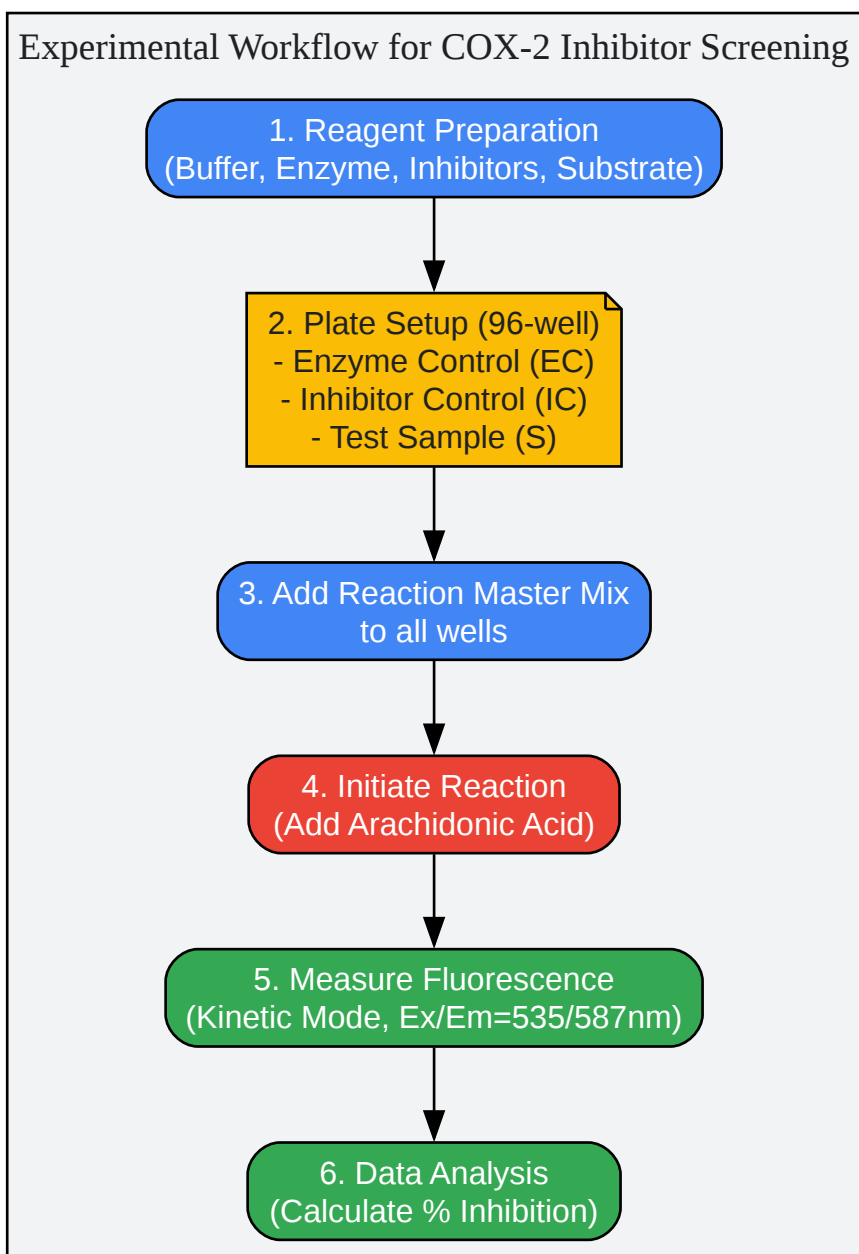 Experimental Workflow for COX-2 Inhibitor Screening
1. Reagent Preparation
(Buffer, Enzyme, Inhibitors, Substrate)
2. Plate Setup (96-well)
- Enzyme Control (EC)
- Inhibitor Control (IC)
- Test Sample (S)
3. Add Reaction Master Mix
to all wells
4. Initiate Reaction
(Add Arachidonic Acid)
5. Measure Fluorescence
(Kinetic Mode, Ex/Em=535/587nm)
6. Data Analysis
(Calculate % Inhibition)